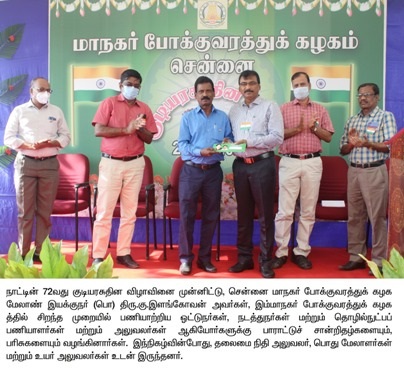 மாநகர் போக்குவரத்துக் கழகம்
சென்னை
நாட்டின் 72வது குடியரசுதின விழாவினை முன்னிட்டு, சென்னை மாநகர் போக்குவரத்துக் கழக
மேலாண் இயக்குநர் (பொ) திரு.கு.இளங்கோவன் அவர்கள், இம்மாநகர் போக்குவரத்துக் கழக
த்தில் சிறந்த முறையில் பணியாற்றிய ஓட்டுநர்கள், நடத்துநர்கள் மற்றும் தொழில்நுட்பப்
பணியாளர்கள் மற்றும் அலுவலர்கள் ஆகியோர்களுக்கு பாராட்டுச் சான்றிதழ்களையும்,
பரிசுகளையும் வழங்கினார்கள். இந்நிகழ்வின்போது, தலைமை நிதி அலுவலர், பொது மேலாளர்கள்
மற்றும் உயர் அலுவலர்கள் உடன் இருந்தனர்.